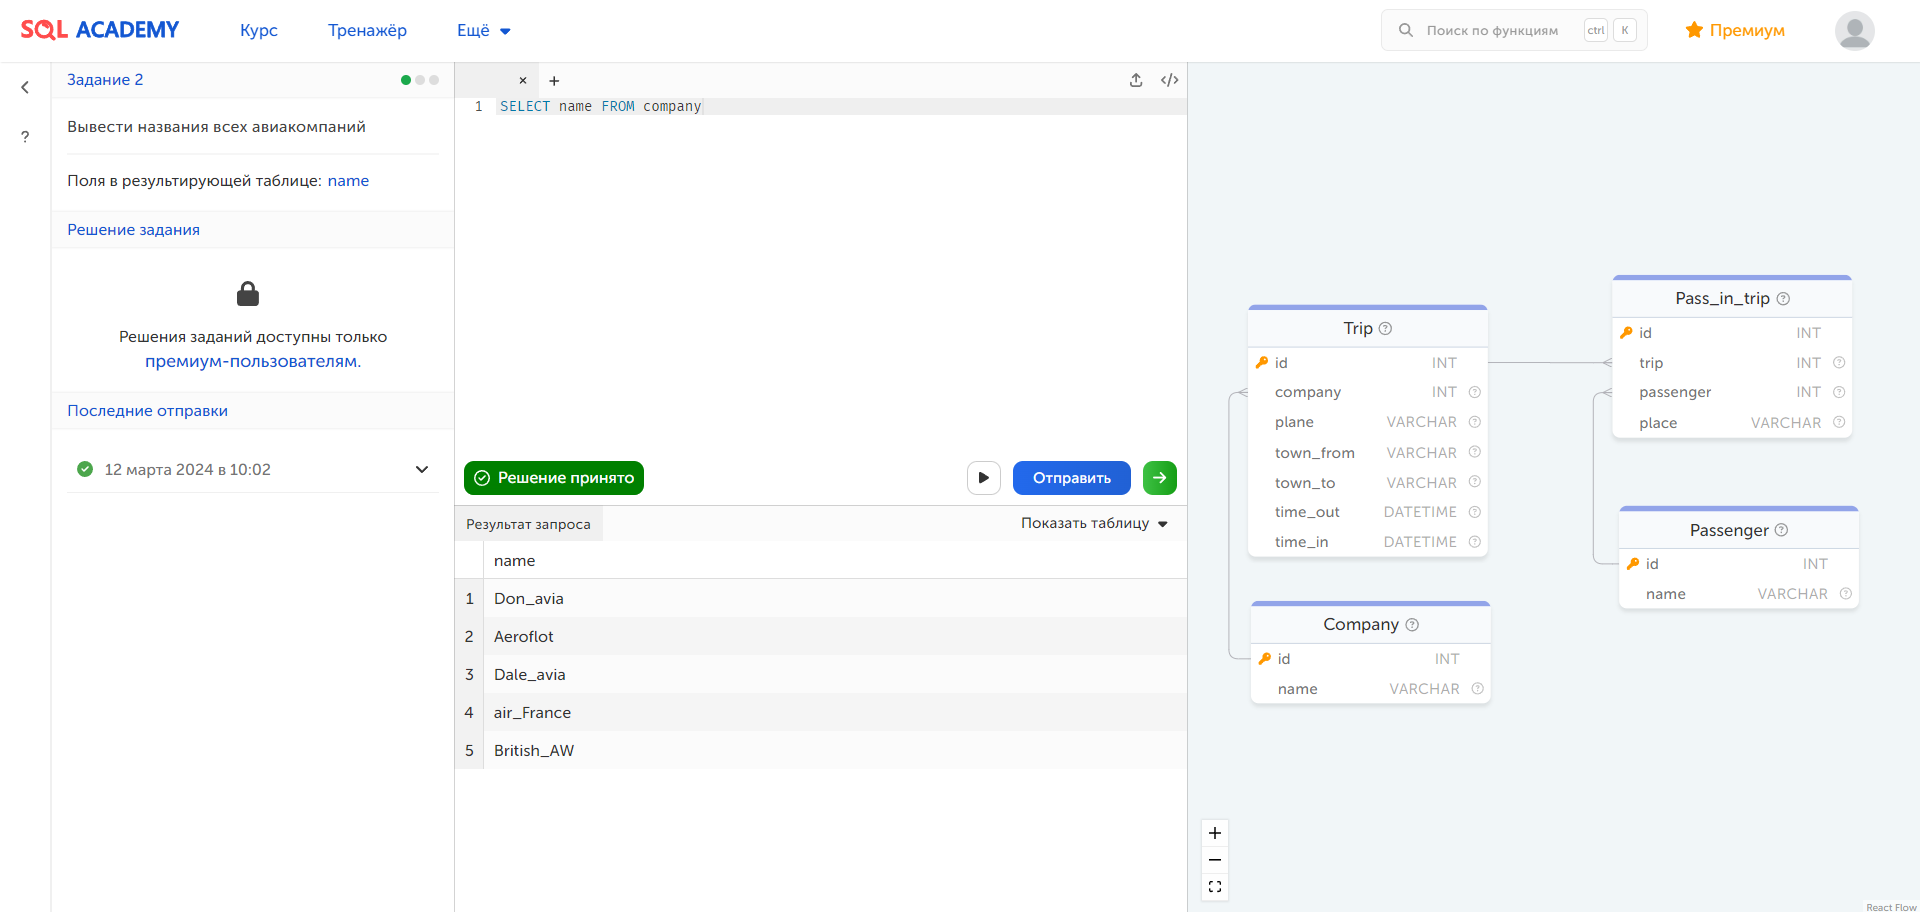 SQL ACADEMY
Курс
Тренажёр
Ещё
Поиск по функциям
ctrl
K
Премиум
Задание 2
Вывести названия всех авиакомпаний
Поля в результирующей таблице: name
Решение задания
Решения заданий доступны только
премиум-пользователям.
Последние отправки
12 марта 2024 в 10:02
?
1 SELECT name FROM company
Решение принято
Отправить
Результат запроса
Показать таблицу
name
1 Don_avia
2 Aeroflot
3 Dale_avia
4 air_France
5 British_AW
Trip
id INT
company INT
plane VARCHAR
town_from VARCHAR
town_to VARCHAR
time_out DATETIME
time_in DATETIME
Company
id INT
name VARCHAR
Pass_in_trip
id INT
trip INT
passenger INT
place VARCHAR
Passenger
id INT
name VARCHAR
React Flow